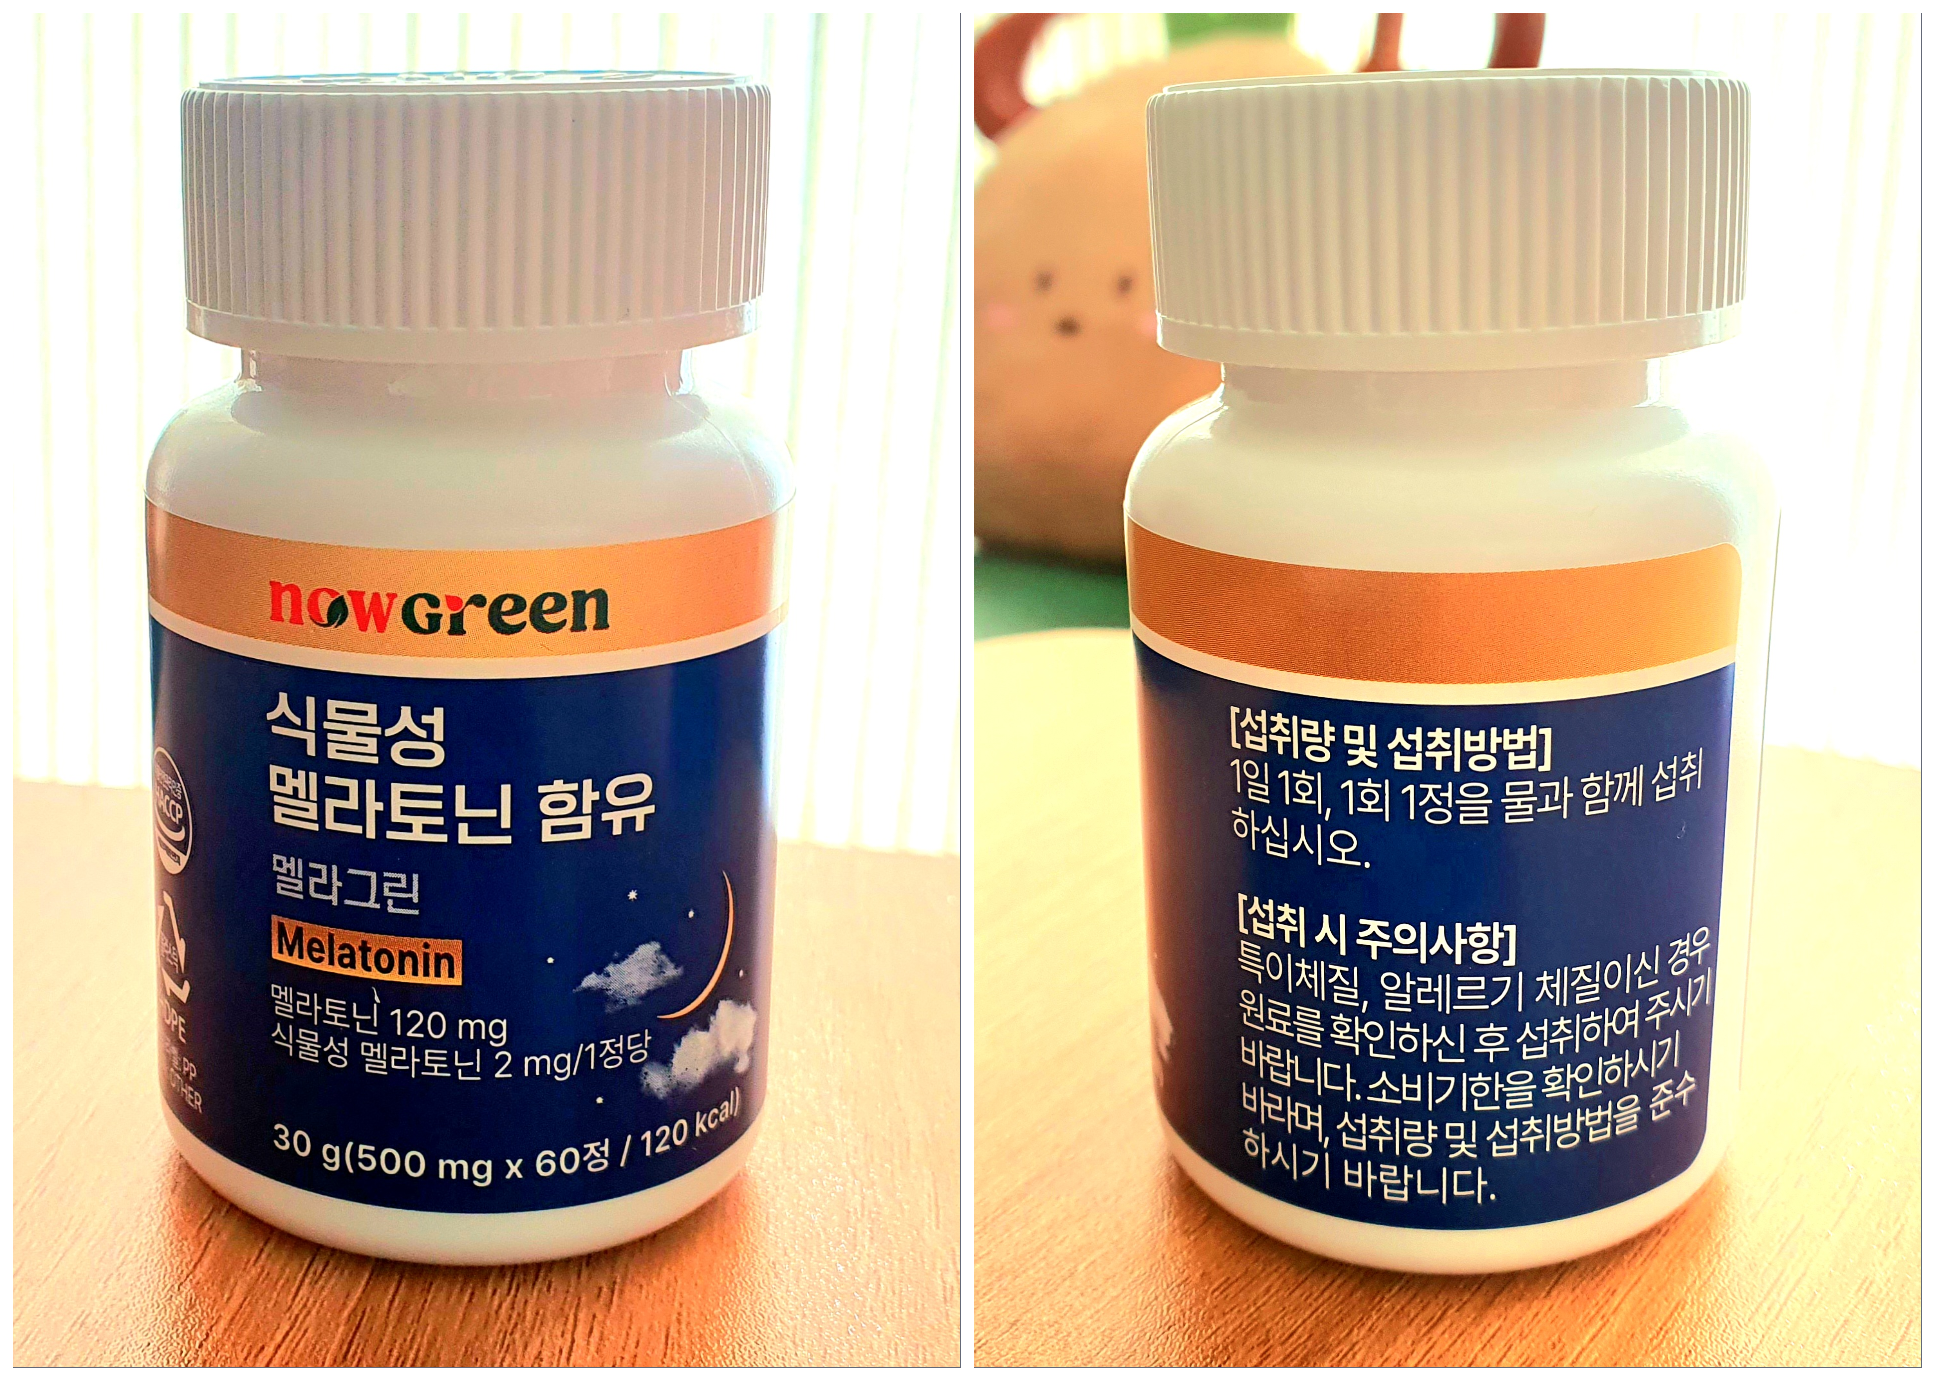 nowgreen
식물성
멜라토닌 함유
멜라그린
Melatonin
멜라토닌 120 mg
식물성 멜라토닌 2 mg/1정당
30 g(500 mg x 60정 / 120 kcal)
HACCP
HDPE
PP
OTHER
[섭취량 및 섭취방법]
1일 1회, 1회 1정을 물과 함께 섭취
하십시오.
[섭취 시 주의사항]
특이체질, 알레르기 체질이신 경우
원료를 확인하신 후 섭취하여 주시기
바랍니다. 소비기한을 확인하시기
바라며, 섭취량 및 섭취방법을 준수
하시기 바랍니다.